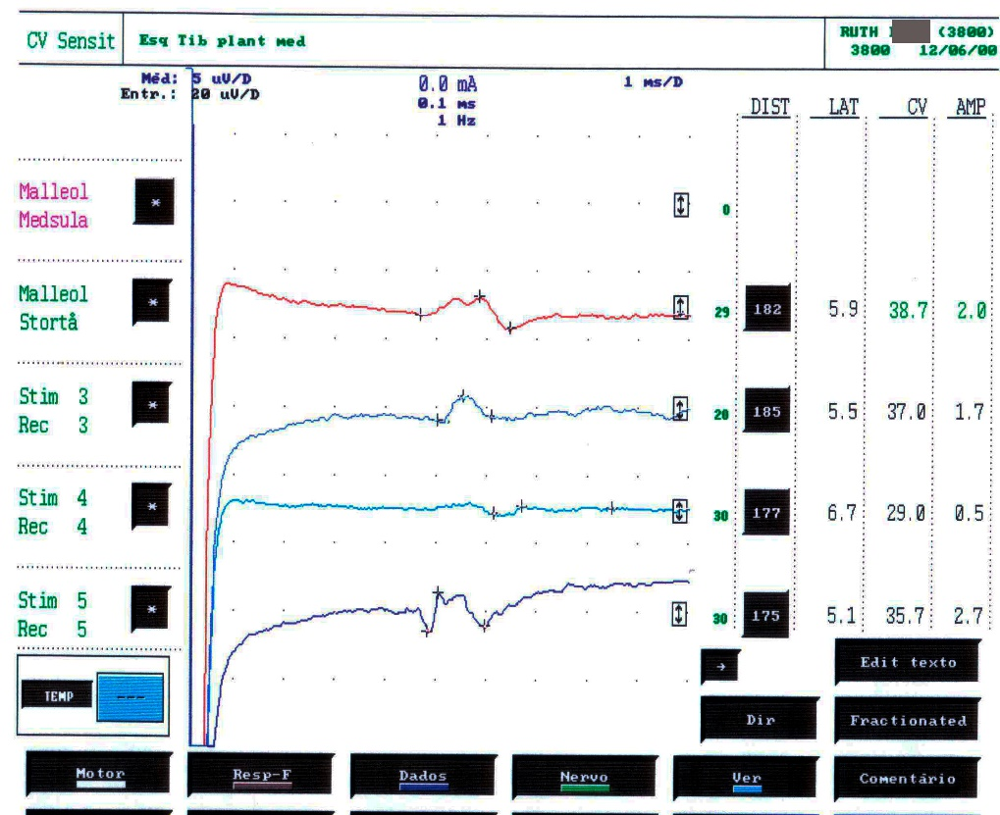 CV Sensit
Esq Tib plant med
RUTH (3800)
3800 12/06/00
Méd: 5 uV/D
Entr.: 20 uV/D
0.0 mA
0.1 ms
1 Hz
1 ms/D
DIST LAT CV AMP
Malleol
Medsula
* 0
Malleol
Stortå
* 29 182 5.9 38.7 2.0
Stim 3
Rec 3
* 20 185 5.5 37.0 1.7
Stim 4
Rec 4
* 30 177 6.7 29.0 0.5
Stim 5
Rec 5
* 30 175 5.1 35.7 2.7
TEMP ---
→
Edit texto
Dir
Fractionated
Motor
Resp-F
Dados
Nervo
Ver
Comentário